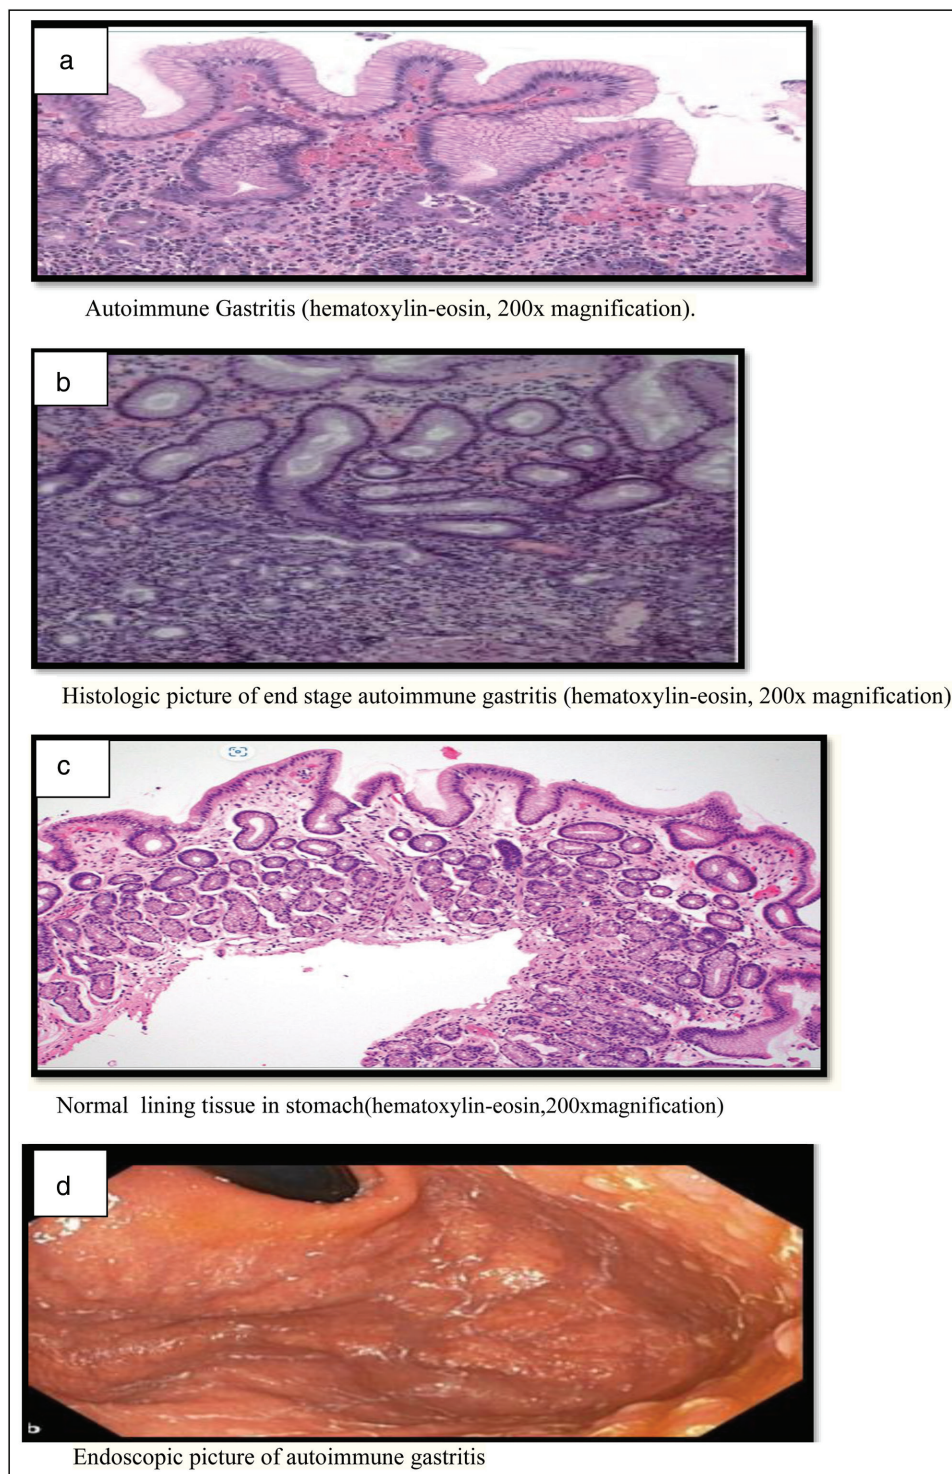 a
Autoimmune Gastritis (hematoxylin-eosin, 200x magnification).
b
Histologic picture of end stage autoimmune gastritis (hematoxylin-eosin, 200x magnification)
c
Normal lining tissue in stomach(hematoxylin-eosin,200xmagnification)
d
b
Endoscopic picture of autoimmune gastritis